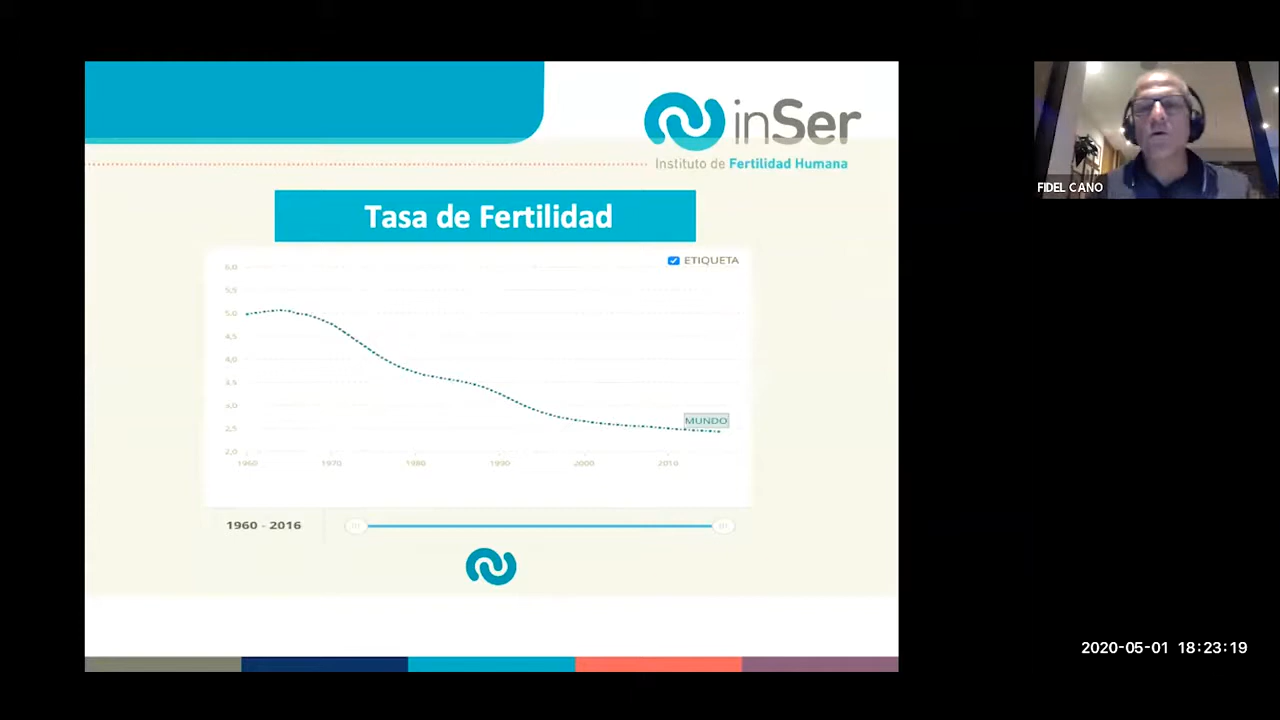 inSer
Instituto de Fertilidad Humana
FIDEL CANO
Tasa de Fertilidad
ETIQUETA
6,0
5,5
5,0
4,5
4,0
3,5
3,0
2,5
2,0
MUNDO
1960 1970 1980 1990 2000 2010
1960 - 2016
2020-05-01 18:23:19